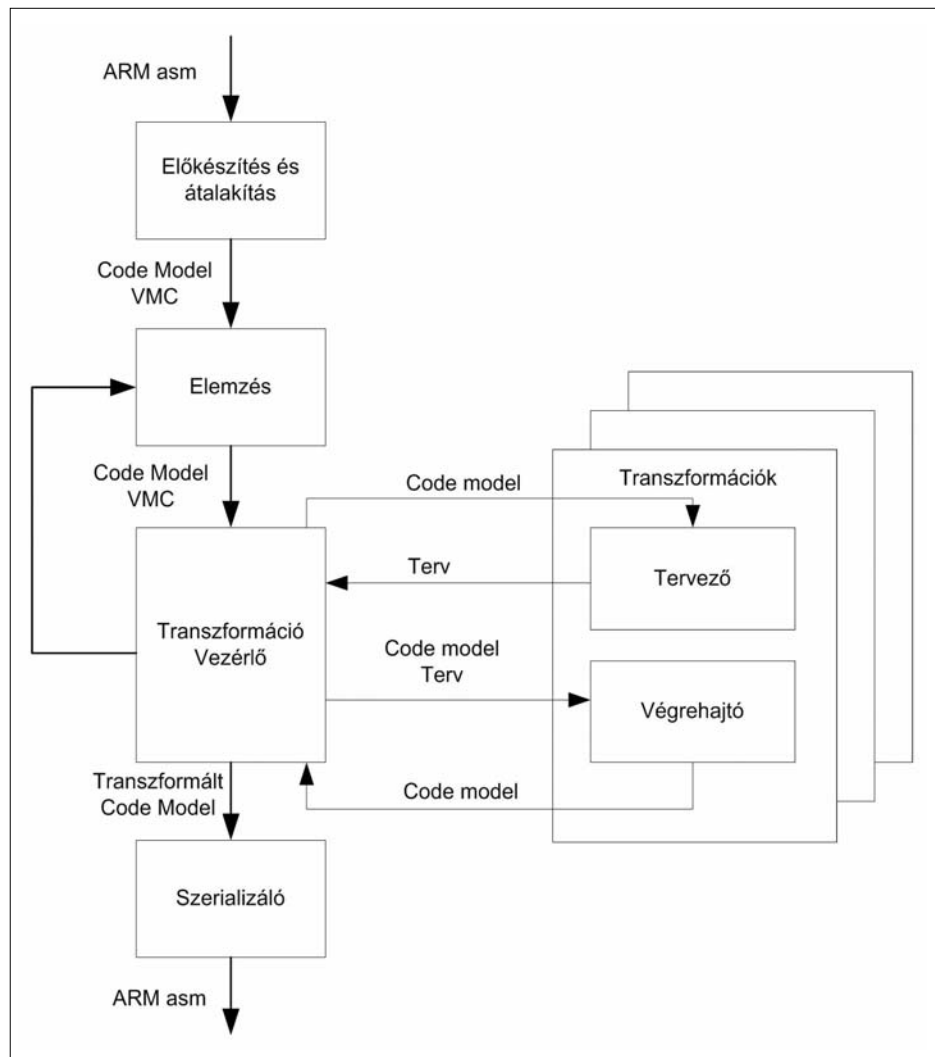 ARM asm
Előkészítés és
átalakítás
Code Model
VMC
Elemzés
Code Model
VMC
Code model
Transzformációk
Terv
Tervező
Transzformáció
Vezérlő
Code model
Terv
Végrehajtó
Transzformált
Code Model
Code model
Szerializáló
ARM asm